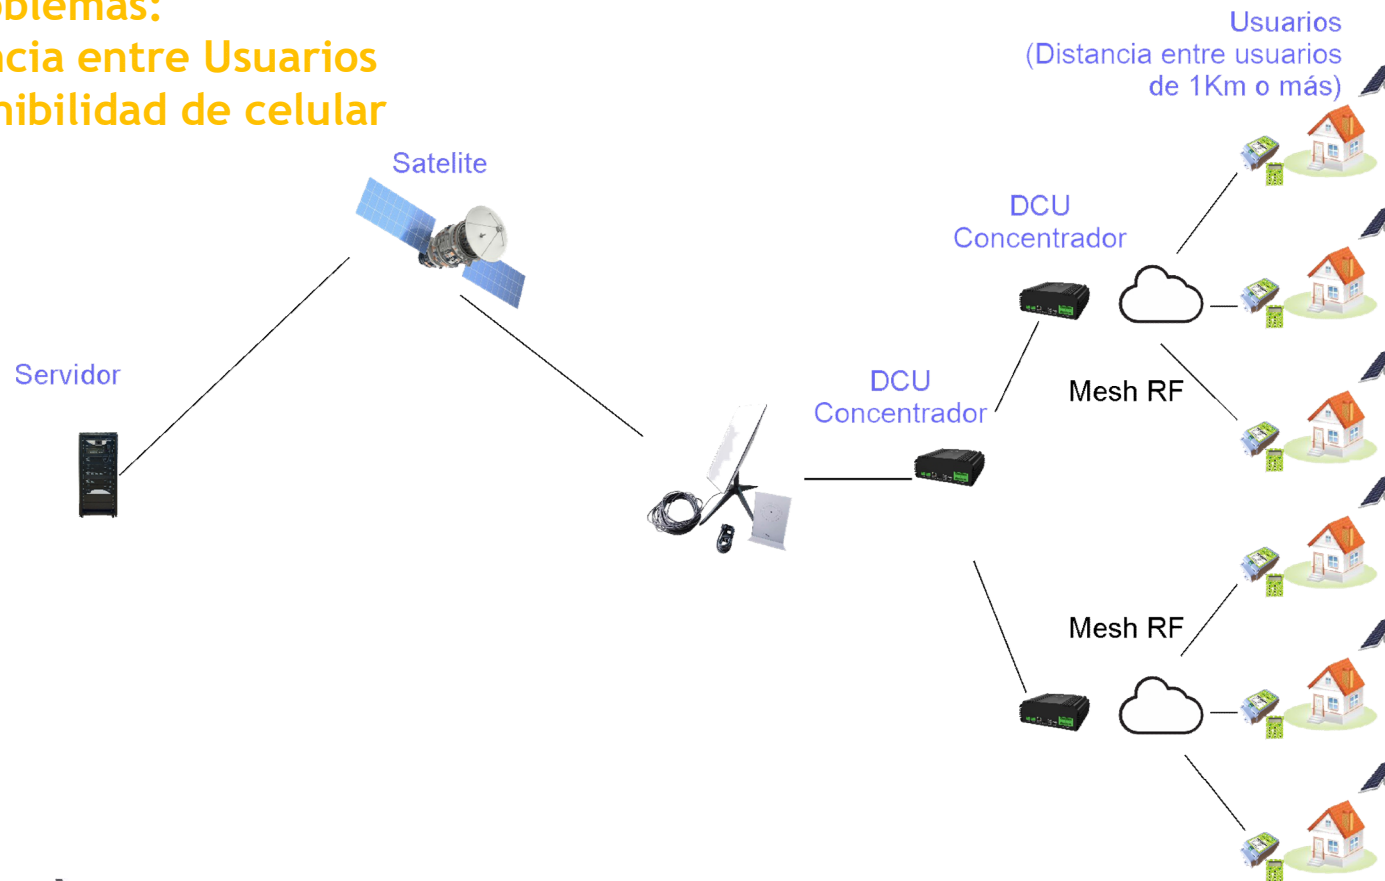 oblemas:
ncia entre Usuarios
nibilidad de celular
Usuarios
(Distancia entre usuarios
de 1Km o más)
Satelite
DCU
Concentrador
Servidor
DCU
Concentrador
Mesh RF
Mesh RF